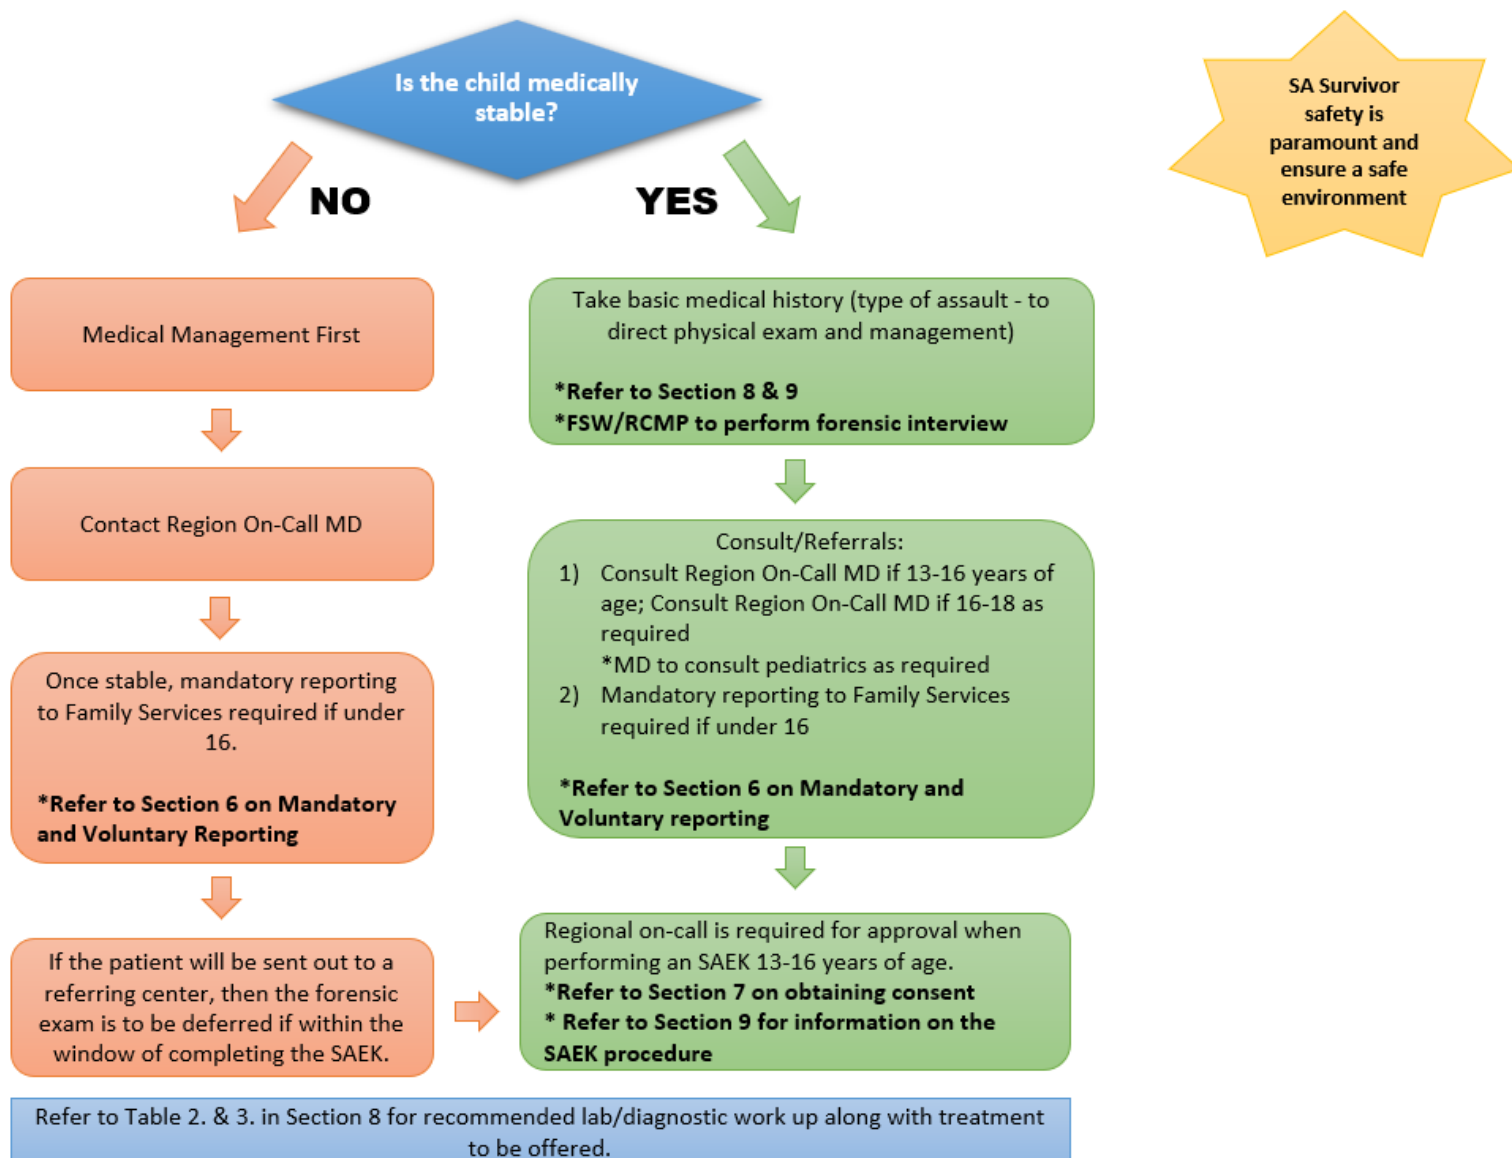 Is the child medically
stable?
SA Survivor
safety is
paramount and
ensure a safe
environment
NO
YES
Medical Management First
Contact Region On-Call MD
Once stable, mandatory reporting
to Family Services required if under
16.
*Refer to Section 6 on Mandatory
and Voluntary Reporting
If the patient will be sent out to a
referring center, then the forensic
exam is to be deferred if within the
window of completing the SAEK.
Take basic medical history (type of assault - to
direct physical exam and management)
*Refer to Section 8 & 9
*FSW/RCMP to perform forensic interview
Consult/Referrals:
1) Consult Region On-Call MD if 13-16 years of
age; Consult Region On-Call MD if 16-18 as
required
*MD to consult pediatrics as required
2) Mandatory reporting to Family Services
required if under 16
*Refer to Section 6 on Mandatory and
Voluntary reporting
Regional on-call is required for approval when
performing an SAEK 13-16 years of age.
*Refer to Section 7 on obtaining consent
* Refer to Section 9 for information on the
SAEK procedure
Refer to Table 2. & 3. in Section 8 for recommended lab/diagnostic work up along with treatment
to be offered.